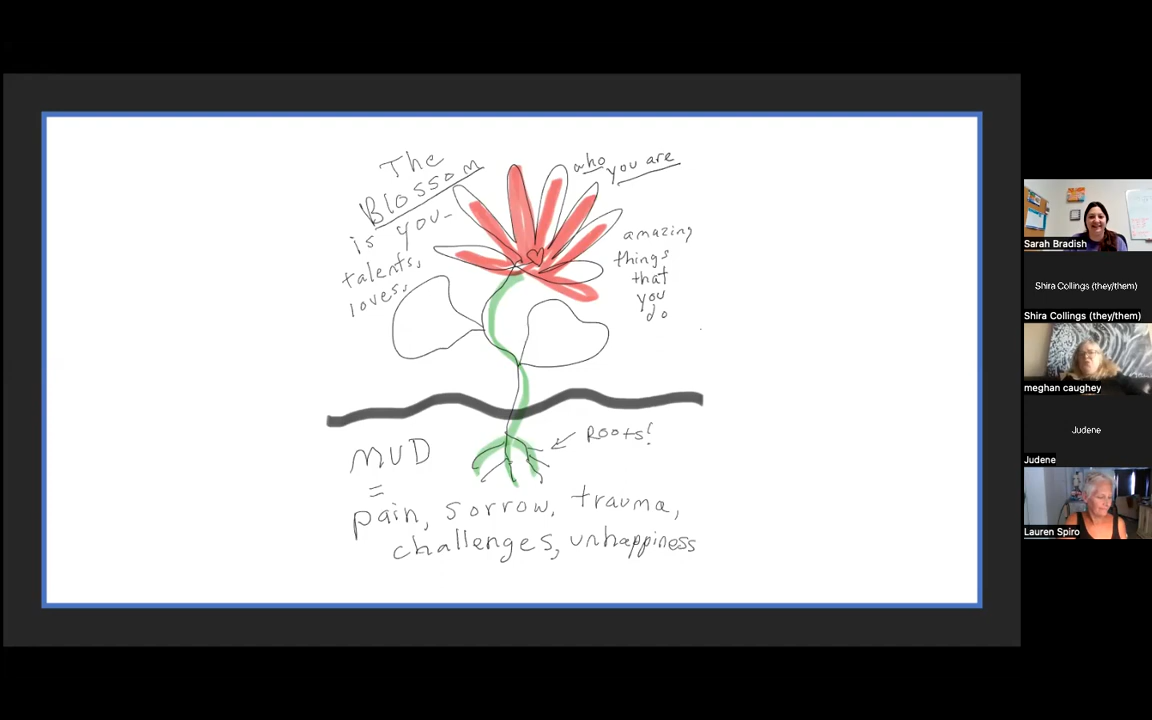 The
Blossom
is you-
talents,
loves,
who you are
amazing
things
that
you
do
Roots!
MUD
=
pain, sorrow, trauma,
challenges, unhappiness
Sarah Bradish
Shira Collings (they/them)
Shira Collings (they/them)
meghan caughey
Judene
Judene
Lauren Spiro